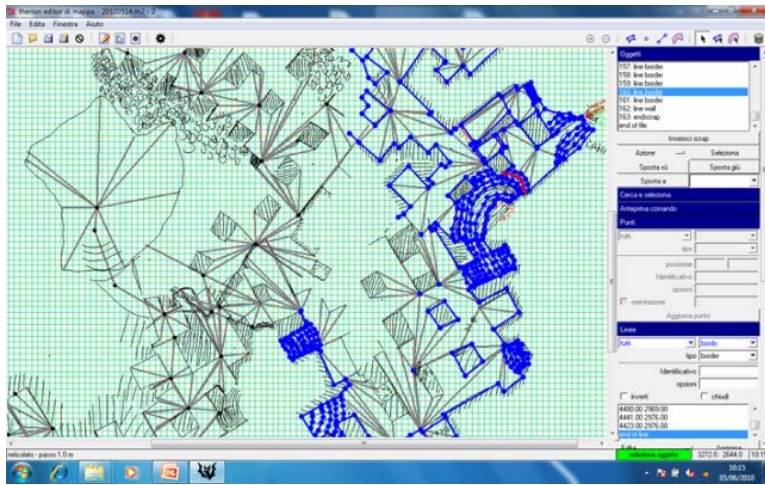 therion editor di mappa - 20100514.th2 - 2
File Edita Finestra Aiuto
Oggetti
157: line border
158: line border
159: line border
160: line border
161: line border
162: line wall
163: endscrap
end of file
Inserisci scrap
Azione
Seleziona
Sposta sù
Sposta giù
Sposta a
Cerca e seleziona
Anteprima comando
Punti
tutti
tipo
posizione
Identificativo
opzioni
orientazione
Aggiorna punto
Linee
tutti
bordo
tipo border
Identificativo
opzioni
inverti
chiudi
4480.00 2969.00
4441.00 2976.00
4423.00 2976.00
end of line
reticolato - passo 1.0 m
seleziona oggetto
3272.0 2644.0
10:15
05/06/2010